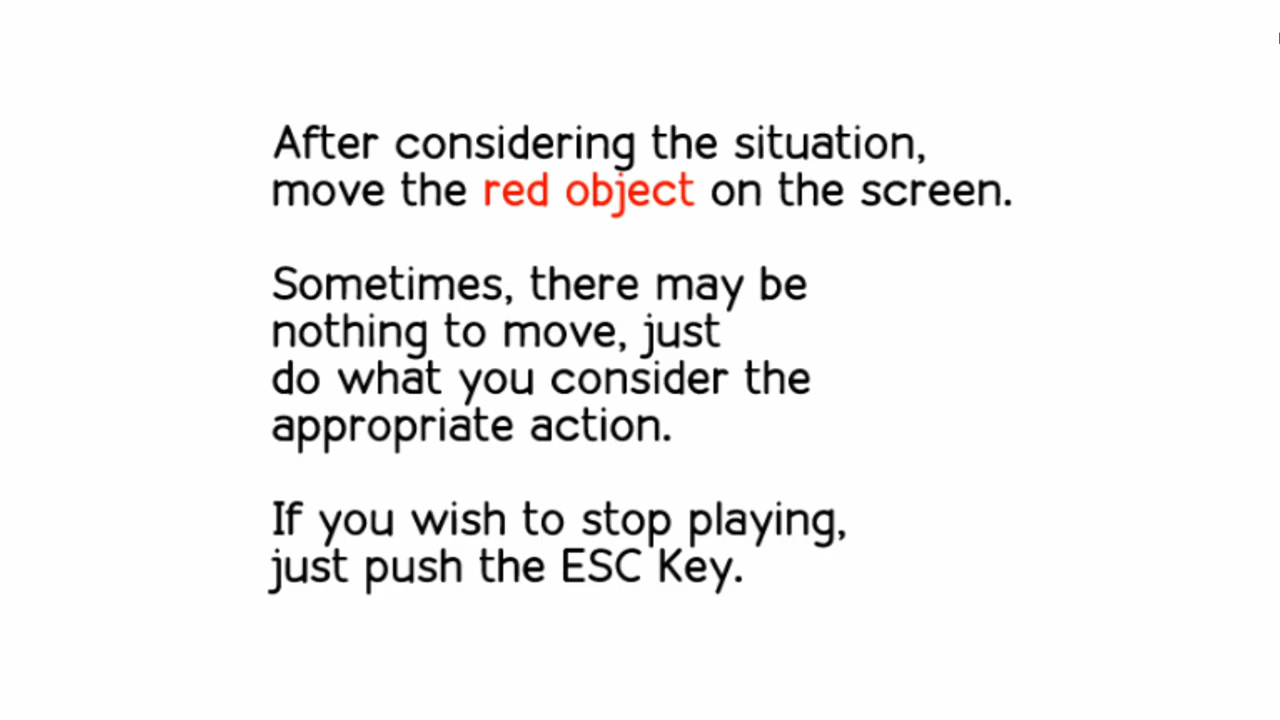 After considering the situation,
move the red object on the screen.
Sometimes, there may be
nothing to move, just
do what you consider the
appropriate action.
If you wish to stop playing,
just push the ESC Key.